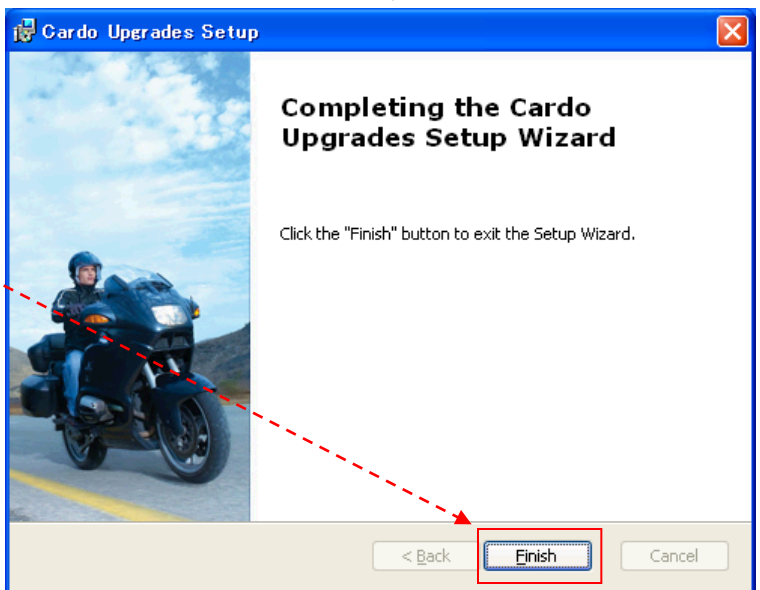 Cardo Upgrades Setup
Completing the Cardo
Upgrades Setup Wizard
Click the "Finish" button to exit the Setup Wizard.
< Back
Finish
Cancel